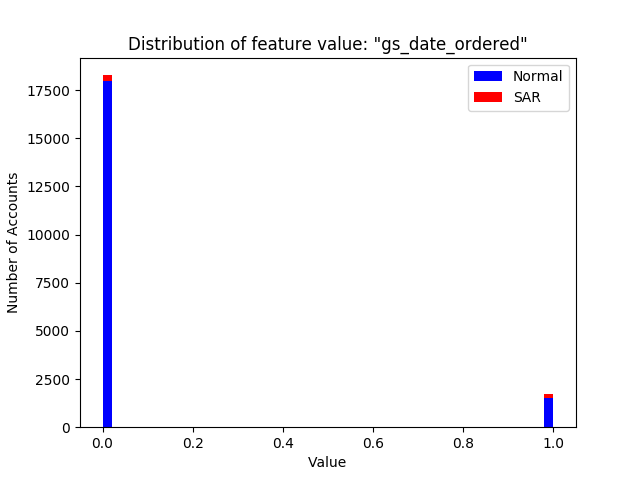 Distribution of feature value: "gs_date_ordered"
Normal
SAR
17500
15000
12500
10000
7500
5000
2500
0
Number of Accounts
0.0 0.2 0.4 0.6 0.8 1.0
Value